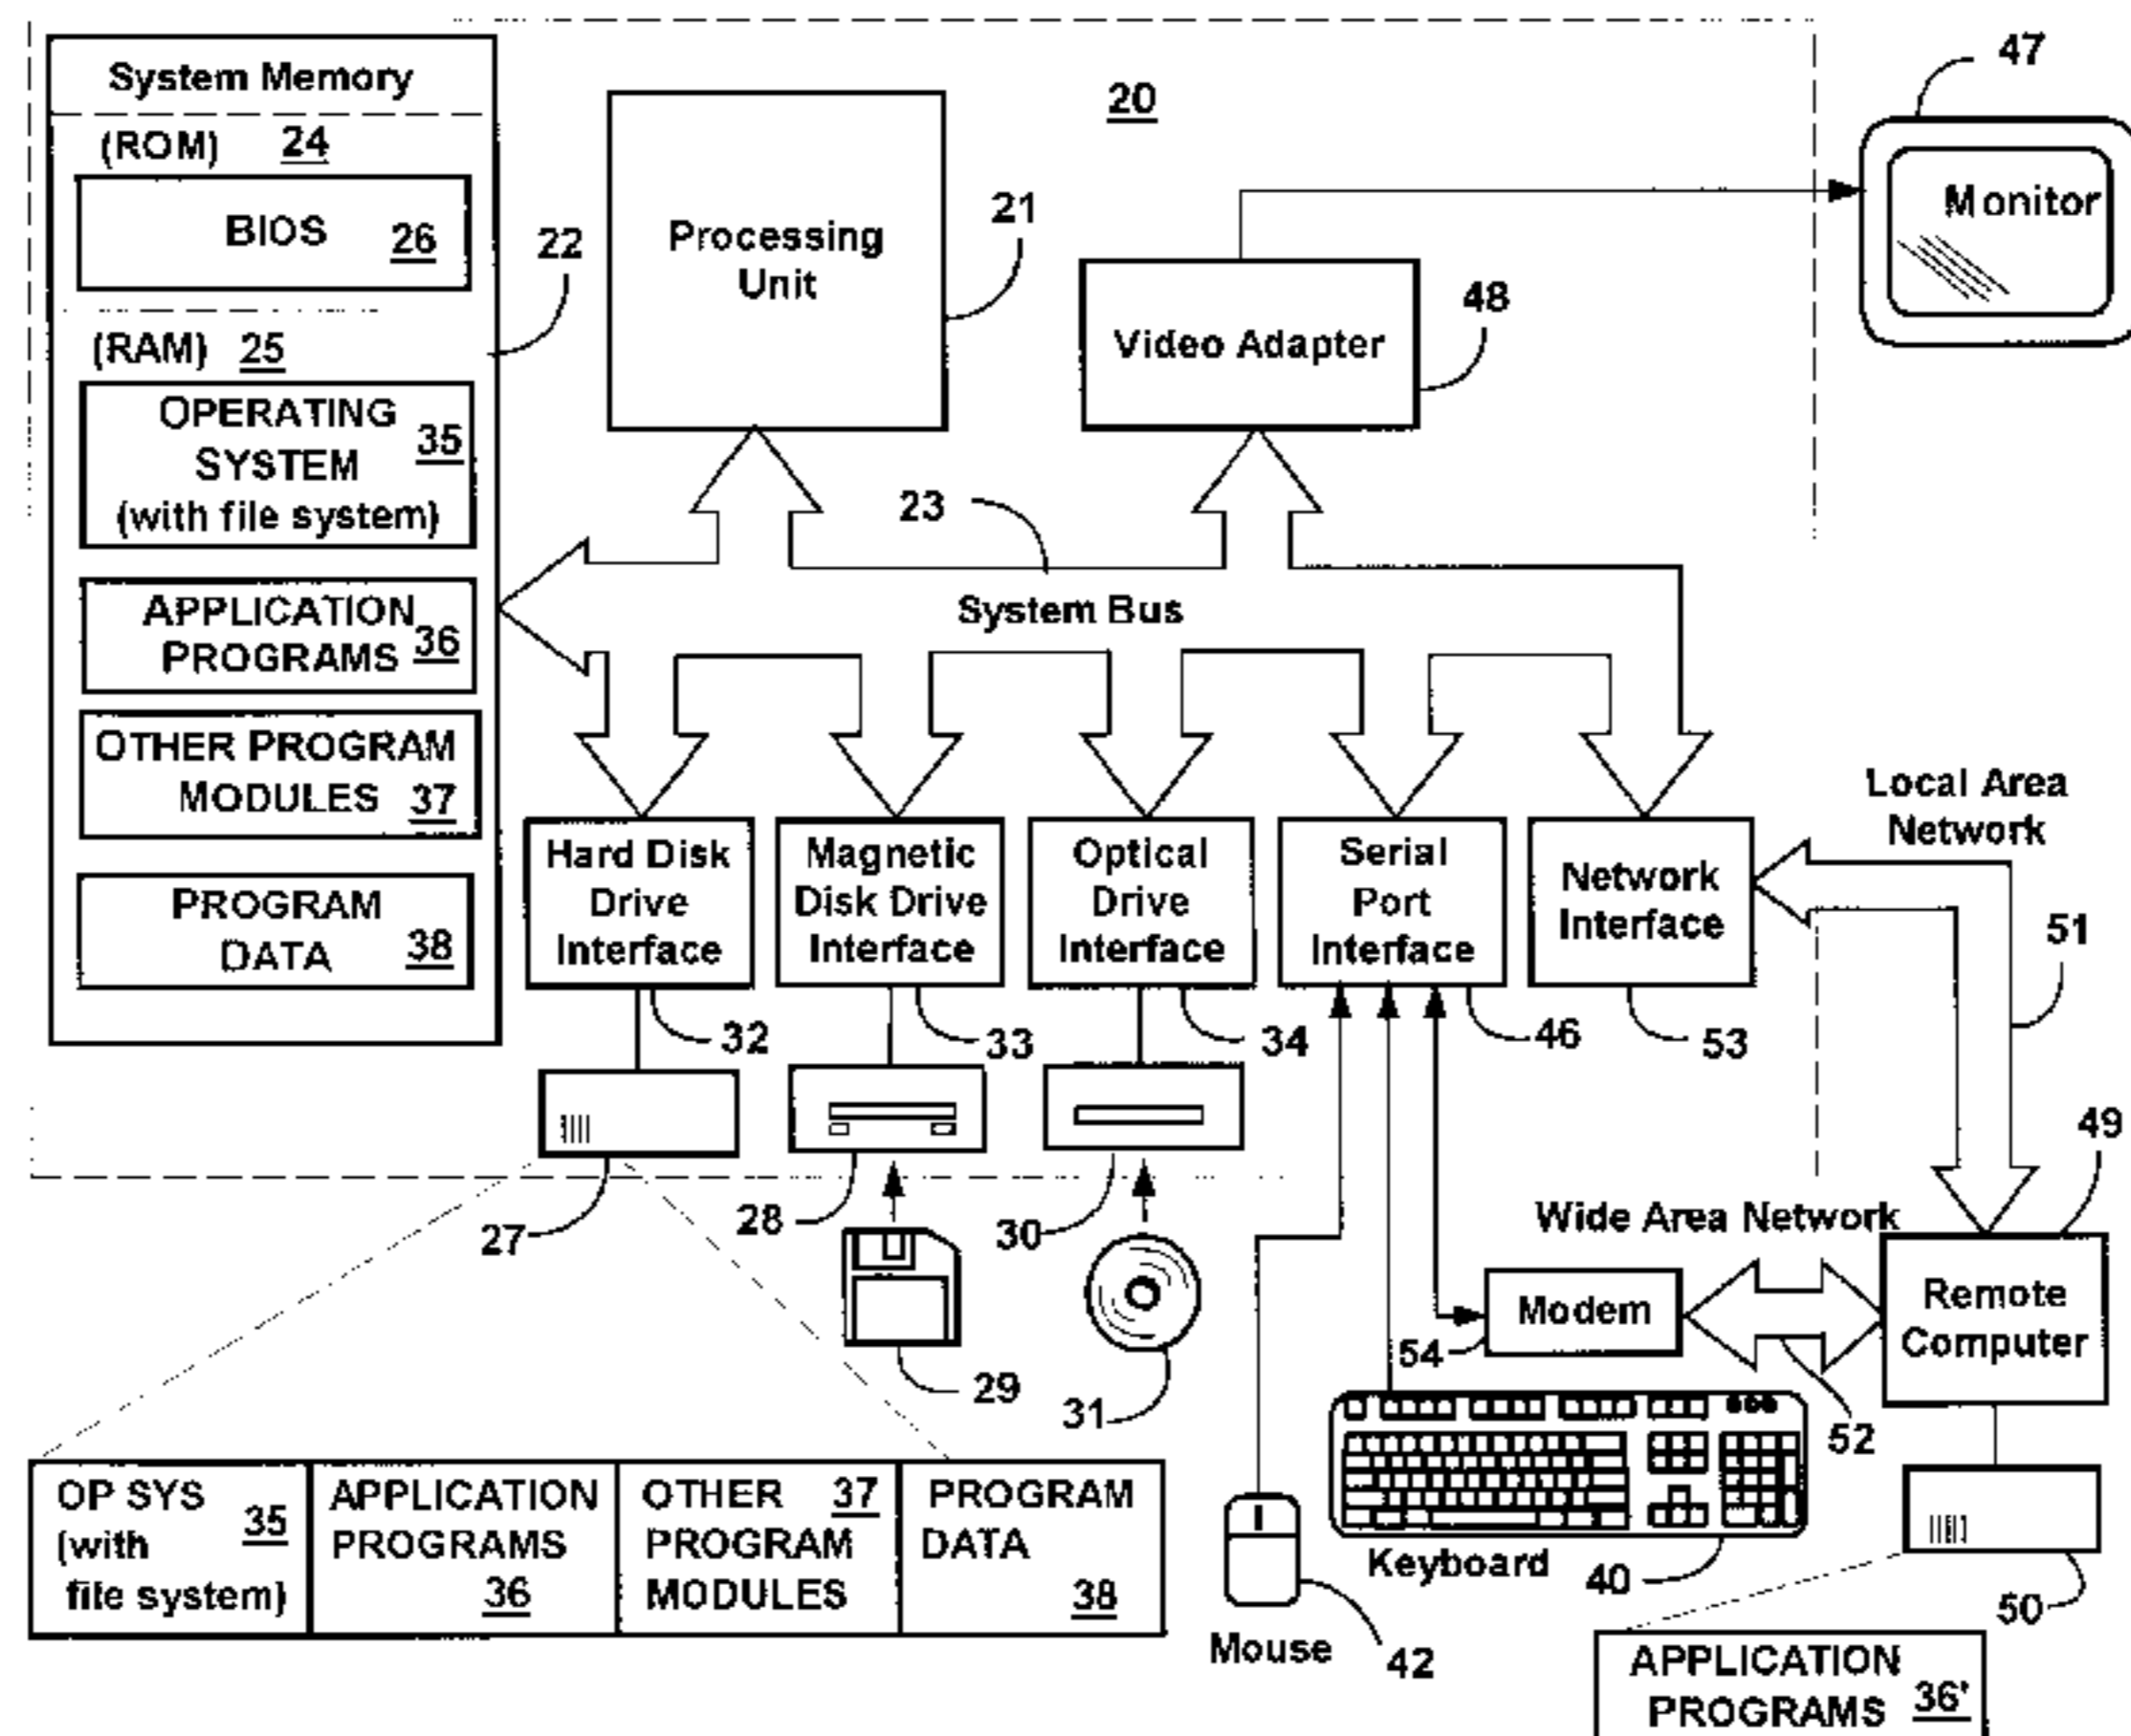 System Memory
(ROM) 24
BIOS 26
(RAM) 25
OPERATING
SYSTEM
(with file system)
35
APPLICATION
PROGRAMS 36
OTHER PROGRAM
MODULES 37
PROGRAM
DATA 38
22
Processing
Unit
21
20
Video Adapter
48
47
Monitor
23
System Bus
Hard Disk
Drive
Interface
32
Magnetic
Disk Drive
Interface
33
Optical
Drive
Interface
34
Serial
Port
Interface
46
Network
Interface
53
Local Area
Network
51
27
28
29
30
31
Wide Area Network
49
Modem
54
52
Remote
Computer
50
Keyboard
40
Mouse
42
OP SYS
(with
file system)
35
APPLICATION
PROGRAMS
36
OTHER 37
PROGRAM
MODULES
PROGRAM
DATA
38
APPLICATION
PROGRAMS 36'